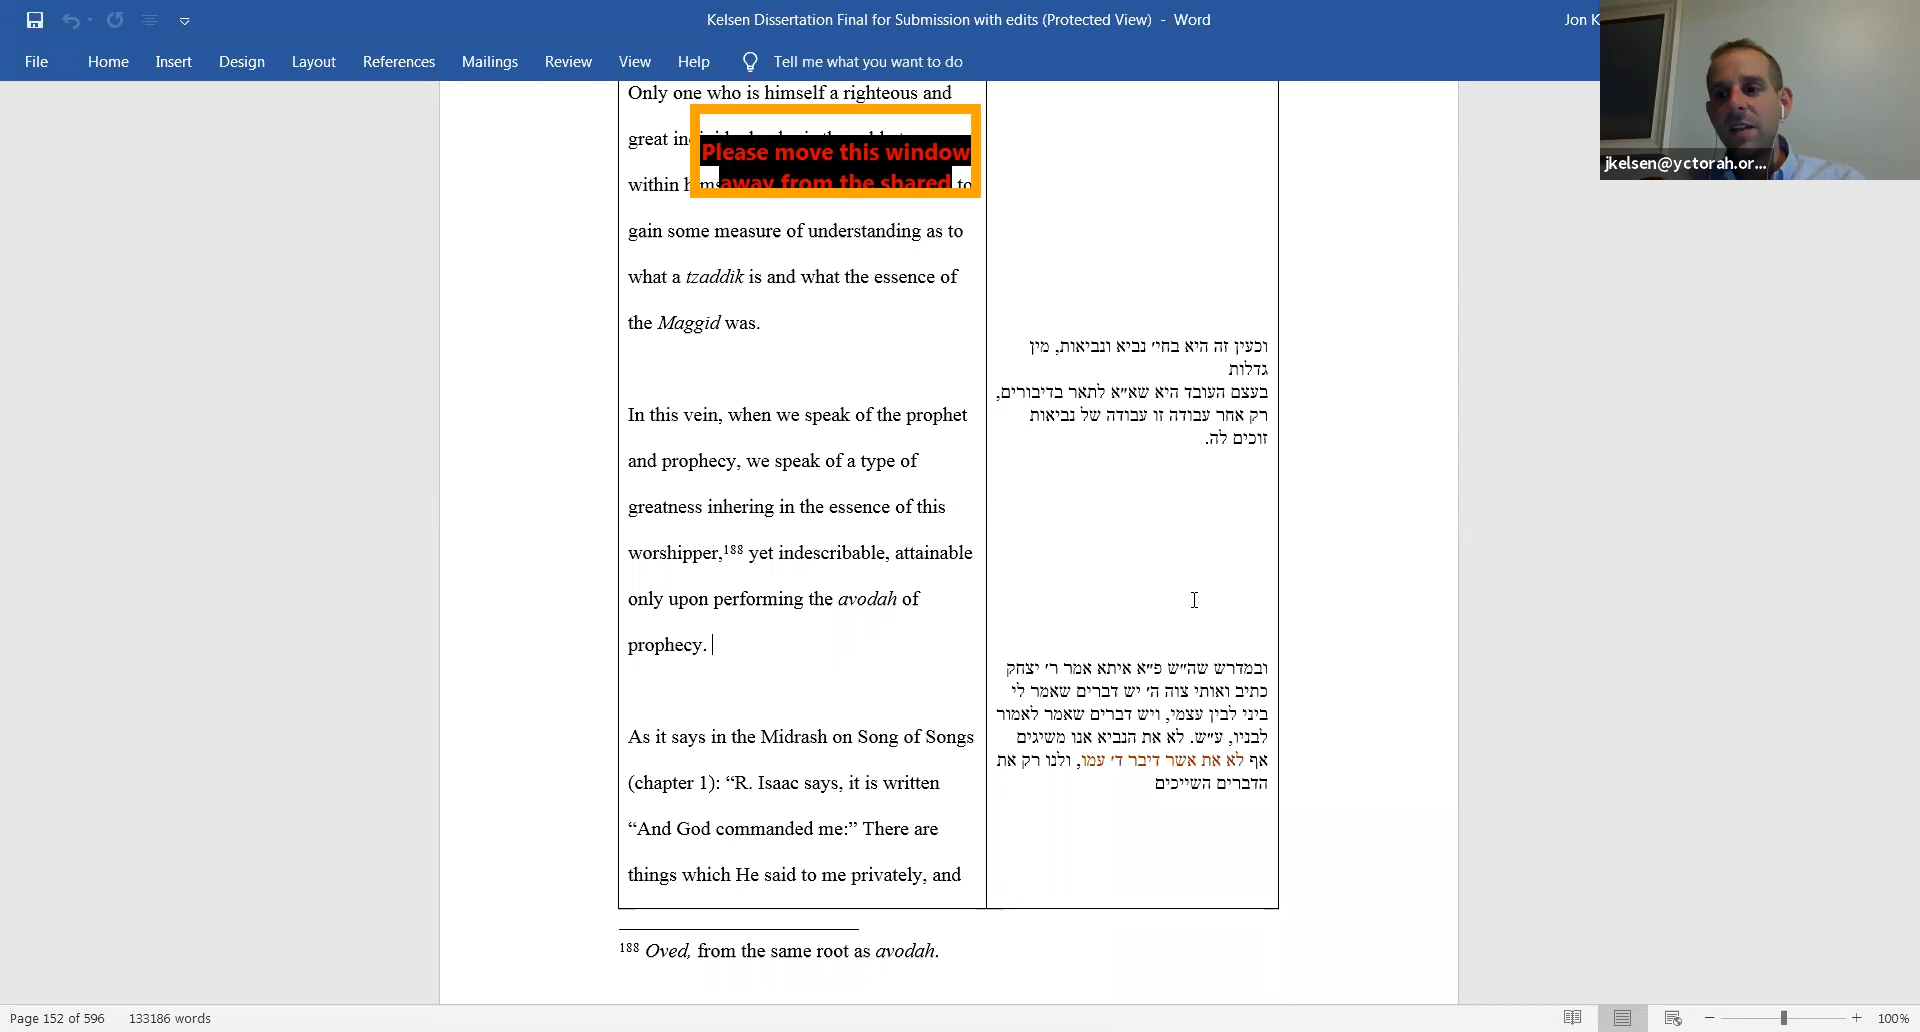 Kelsen Dissertation Final for Submission with edits (Protected View) - Word
Jon K
File Home Insert Design Layout References Mailings Review View Help Tell me what you want to do
jkelsen@yctorah.or...
Only one who is himself a righteous and
great
Please move this window
within
away from the shared
to
gain some measure of understanding as to
what a tzaddik is and what the essence of
the Maggid was.
In this vein, when we speak of the prophet
and prophecy, we speak of a type of
greatness inhering in the essence of this
worshipper,188 yet indescribable, attainable
only upon performing the avodah of
prophecy.
As it says in the Midrash on Song of Songs
(chapter 1): “R. Isaac says, it is written
“And God commanded me:” There are
things which He said to me privately, and
וכעין זה היא בחי׳ נביא ונביאות, מין
גדלות
בעצם העובד היא שא״א לתאר בדיבורים,
רק אחר עבודה זו עבודה של נביאות
זוכים לה.
ובמדרש שה״ש פ״א איתא אמר ר׳ יצחק
כתיב ואותי צוה ה׳ יש דברים שאמר לי
ביני לבין עצמי, ויש דברים שאמר לאמור
לבניו, ע״ש. לא את הנביא אנו משיגים
אף לא את אשר דיבר ד׳ עמו, ולנו רק את
הדברים השייכים
188 Oved, from the same root as avodah.
Page 152 of 596 133186 words
100%